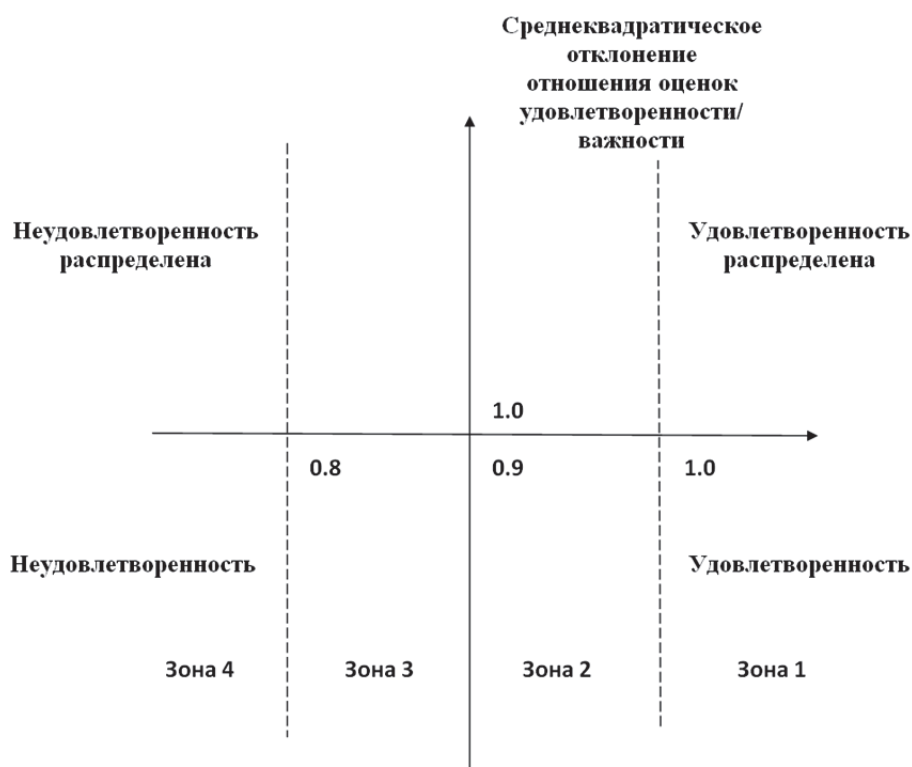 Среднеквадратическое
отклонение
отношения оценок
удовлетворенности/
важности
Неудовлетворенность
распределена
Удовлетворенность
распределена
1.0
0.8
0.9
1.0
Неудовлетворенность
Удовлетворенность
Зона 4
Зона 3
Зона 2
Зона 1